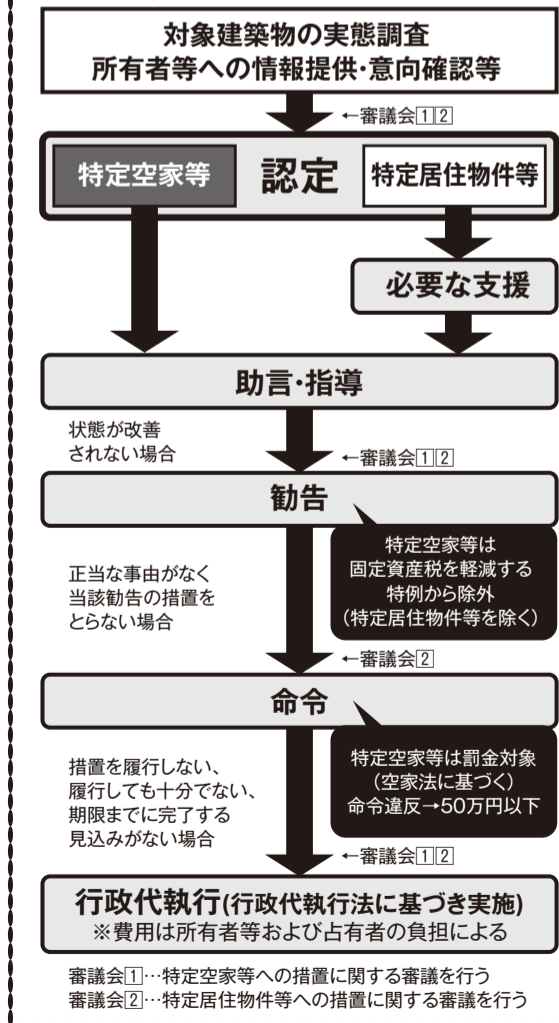 対象建築物の実態調査
所有者等への情報提供・意向確認等
←審議会1 2
特定空家等
認定
特定居住物件等
必要な支援
助言・指導
状態が改善
されない場合
←審議会1 2
勧告
特定空家等は
固定資産税を軽減する
特例から除外
(特定居住物件等を除く)
正当な事由がなく
当該勧告の措置を
とらない場合
←審議会2
命令
特定空家等は罰金対象
(空家法に基づく)
命令違反→50万円以下
措置を履行しない、
履行しても十分でない、
期限までに完了する
見込みがない場合
←審議会1 2
行政代執行(行政代執行法に基づき実施)
※費用は所有者等および占有者の負担による
審議会1…特定空家等への措置に関する審議を行う
審議会2…特定居住物件等への措置に関する審議を行う